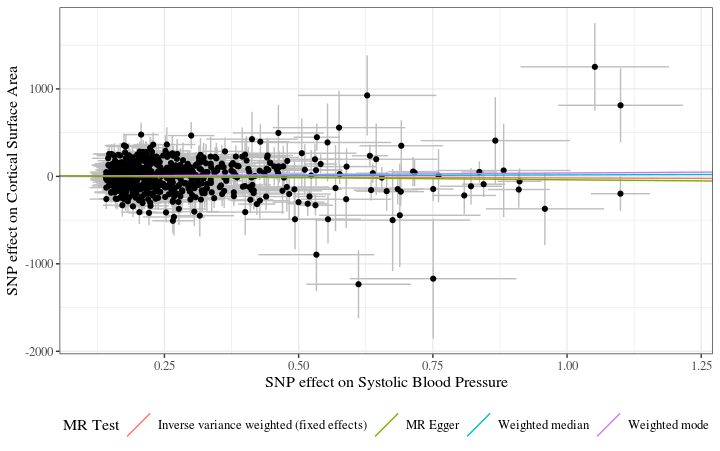 SNP effect on Cortical Surface Area
1000
0
-1000
-2000
0.25 0.50 0.75 1.00 1.25
SNP effect on Systolic Blood Pressure
MR Test Inverse variance weighted (fixed effects) MR Egger Weighted median Weighted mode